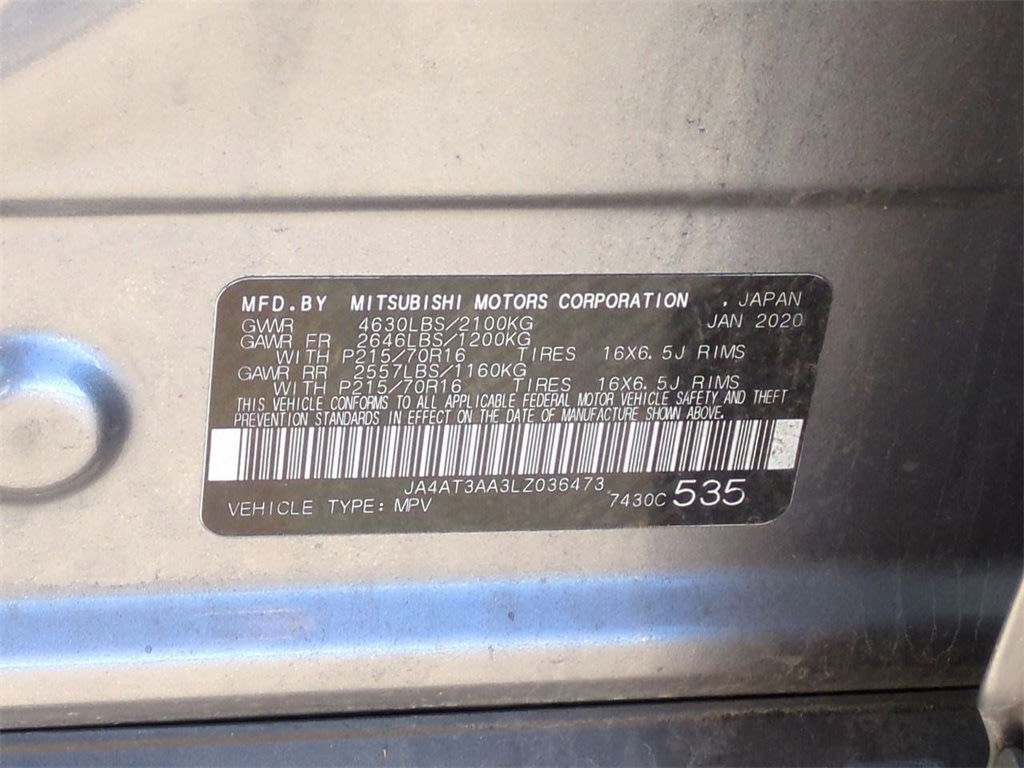 MFD.BY MITSUBISHI MOTORS CORPORATION . JAPAN
GVWR 4630LBS/2100KG JAN 2020
GAWR FR 2646LBS/1200KG
WITH P215/70R16 TIRES 16X6.5J RIMS
GAWR RR 2557LBS/1160KG
WITH P215/70R16 TIRES 16X6.5J RIMS
THIS VEHICLE CONFORMS TO ALL APPLICABLE FEDERAL MOTOR VEHICLE SAFETY AND THEFT
PREVENTION STANDARDS IN EFFECT ON THE DATE OF MANUFACTURE SHOWN ABOVE.
JA4AT3AA3LZ036473
VEHICLE TYPE: MPV 7430C 535